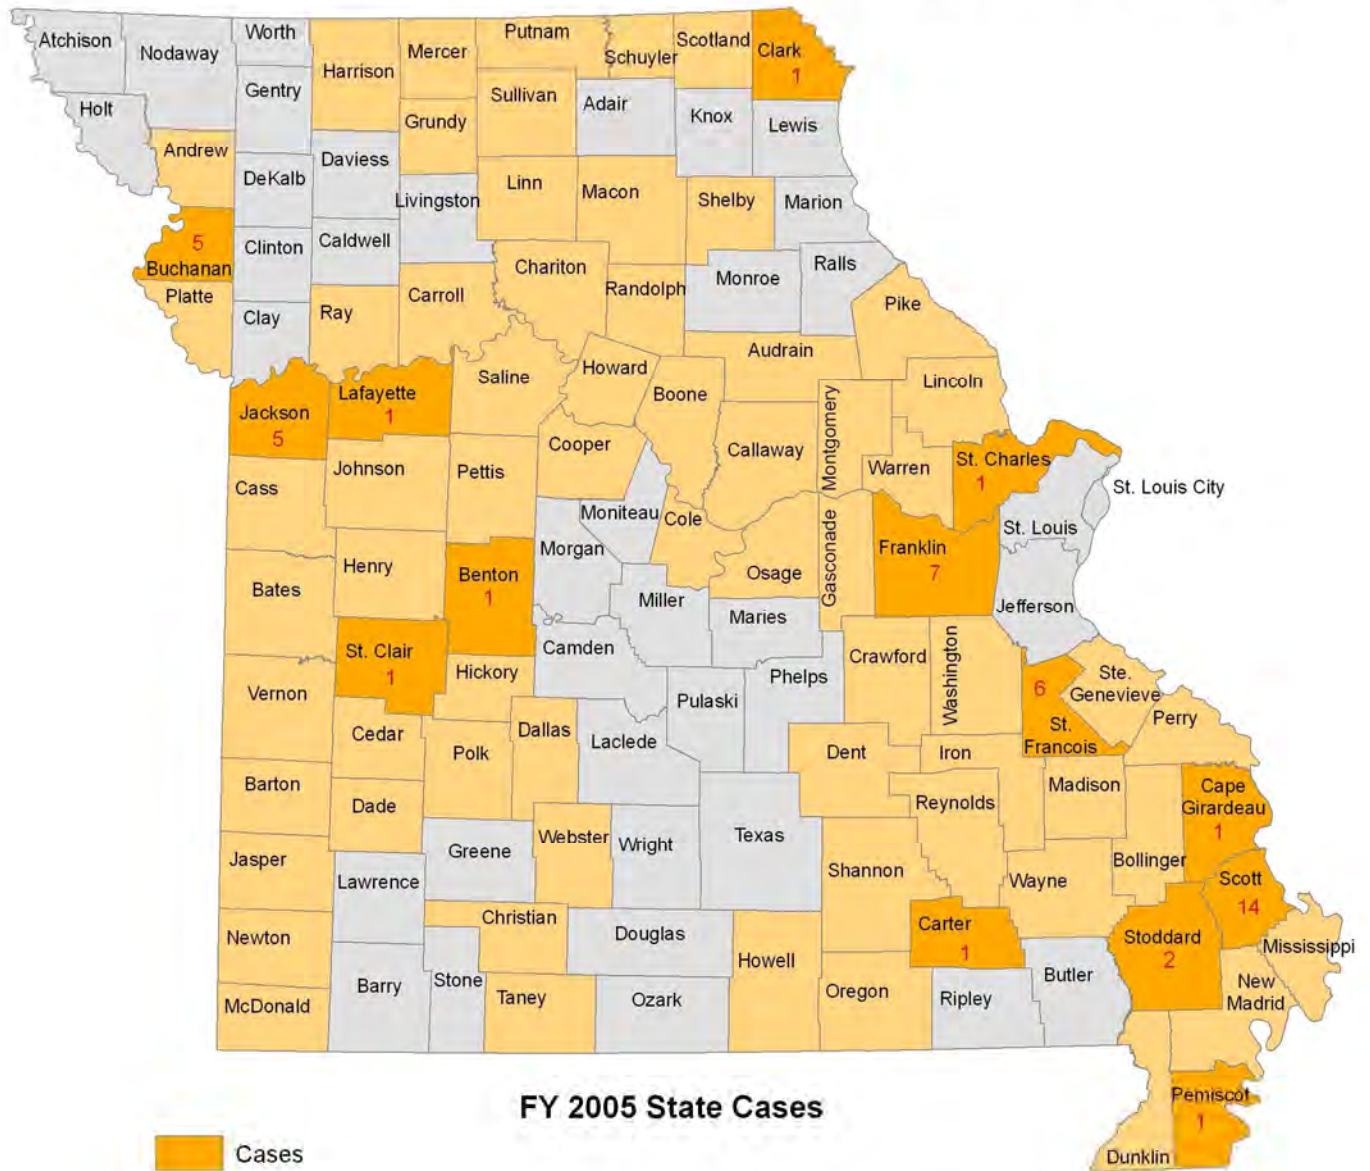 Atchison
Nodaway
Worth
Harrison
Mercer
Putnam
Schuyler
Scotland
Clark
1
Holt
Gentry
Sullivan
Adair
Knox
Lewis
Grundy
Andrew
DeKalb
Daviess
Livingston
Linn
Macon
Shelby
Marion
5
Buchanan
Clinton
Caldwell
Chariton
Randolph
Monroe
Ralls
Platte
Clay
Ray
Carroll
Pike
Audrain
Howard
Saline
Boone
Lincoln
Jackson
5
Lafayette
1
Cooper
Callaway
Montgomery
Warren
St. Charles
1
St. Louis City
St. Louis
Cass
Johnson
Pettis
Moniteau
Cole
Morgan
Osage
Gasconade
Franklin
7
Jefferson
Bates
Henry
Benton
1
Miller
Maries
St. Clair
1
Hickory
Camden
Pulaski
Phelps
Crawford
Washington
6
St.
Francois
Ste.
Genevieve
Perry
Vernon
Cedar
Polk
Dallas
Laclede
Dent
Iron
Madison
Reynolds
Cape
Girardeau
1
Barton
Dade
Greene
Webster
Wright
Texas
Shannon
Wayne
Bollinger
Scott
14
Jasper
Lawrence
Christian
Douglas
Howell
Carter
1
Stoddard
2
Mississippi
Newton
Barry
Stone
Taney
Ozark
Oregon
Ripley
Butler
New
Madrid
McDonald
Pemiscot
1
Dunklin
FY 2005 State Cases
Cases